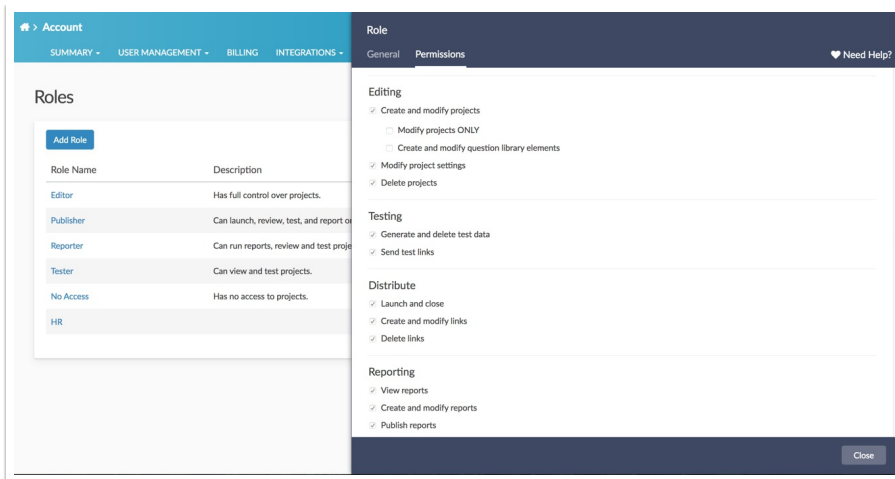 > Account
SUMMARY USER MANAGEMENT BILLING INTEGRATIONS
Roles
Add Role
Role Name Description
Editor Has full control over projects.
Publisher Can launch, review, test, and report
Reporter Can run reports, review and test
Tester Can view and test projects.
No Access Has no access to projects.
HR
Role
General Permissions
Need Help?
Editing
Create and modify projects
Modify projects ONLY
Create and modify question library elements
Modify project settings
Delete projects
Testing
Generate and delete test data
Send test links
Distribute
Launch and close
Create and modify links
Delete links
Reporting
View reports
Create and modify reports
Publish reports
Close